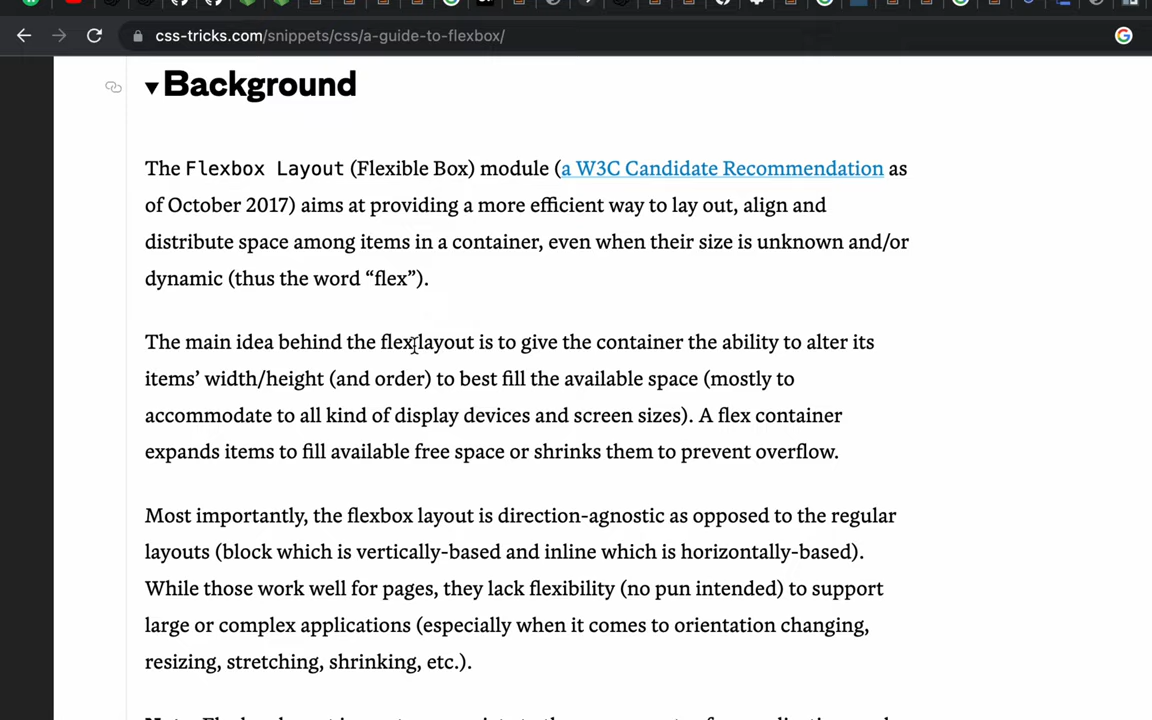 css-tricks.com/snippets/css/a-guide-to-flexbox/
Background
The Flexbox Layout (Flexible Box) module (a W3C Candidate Recommendation as
of October 2017) aims at providing a more efficient way to lay out, align and
distribute space among items in a container, even when their size is unknown and/or
dynamic (thus the word “flex”).
The main idea behind the flex layout is to give the container the ability to alter its
items’ width/height (and order) to best fill the available space (mostly to
accommodate to all kind of display devices and screen sizes). A flex container
expands items to fill available free space or shrinks them to prevent overflow.
Most importantly, the flexbox layout is direction-agnostic as opposed to the regular
layouts (block which is vertically-based and inline which is horizontally-based).
While those work well for pages, they lack flexibility (no pun intended) to support
large or complex applications (especially when it comes to orientation changing,
resizing, stretching, shrinking, etc.).